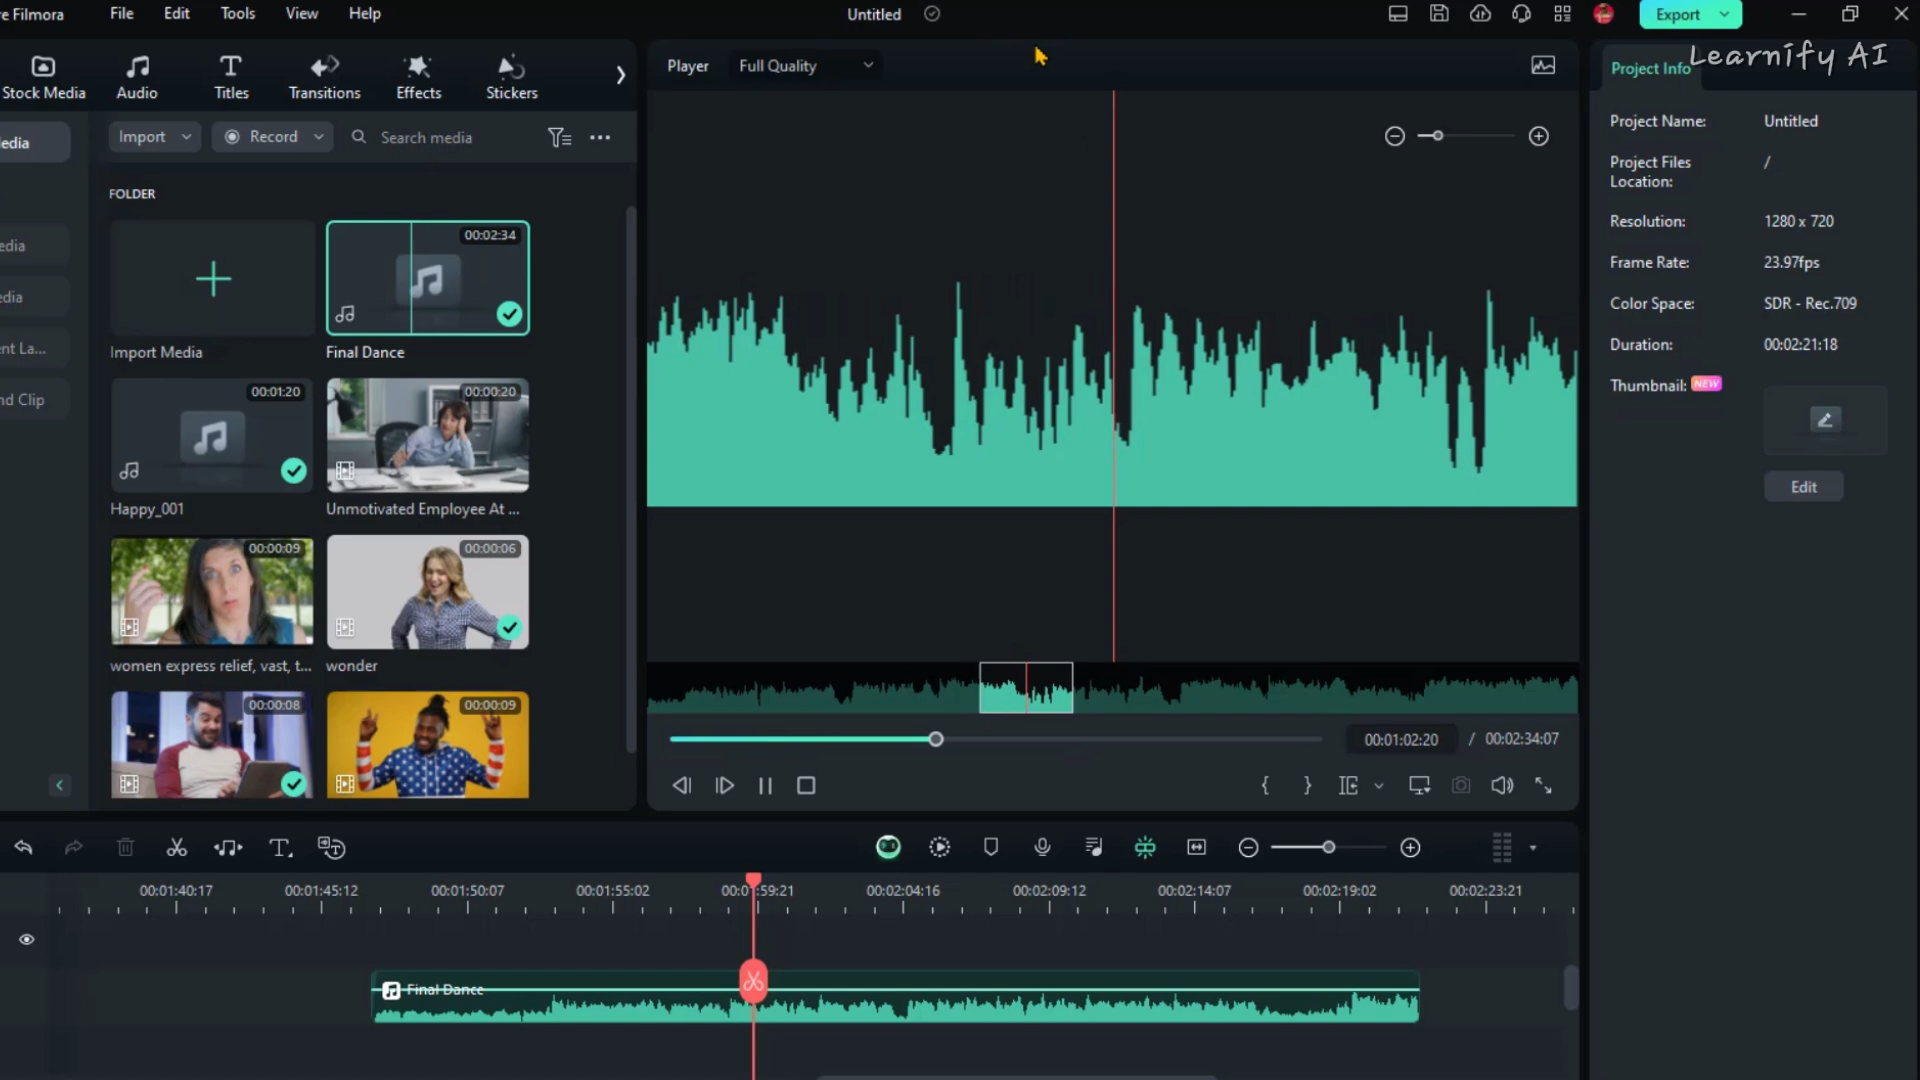 re Filmora
File
Edit
Tools
View
Help
Untitled
Export
Learnify AI
Stock Media
Audio
Titles
Transitions
Effects
Stickers
Player
Full Quality
Project Info
Import
Record
Search media
edia
edia
edia
ent La...
nd Clip
FOLDER
Import Media
00:02:34
Final Dance
00:01:20
Happy_001
00:00:20
Unmotivated Employee At ...
00:00:09
women express relief, vast, t...
00:00:06
wonder
00:00:08
00:00:09
Project Name:
Untitled
Project Files
Location:
/
Resolution:
1280 x 720
Frame Rate:
23.97fps
Color Space:
SDR - Rec.709
Duration:
00:02:21:18
Thumbnail:
NEW
Edit
00:01:02:20
/
00:02:34:07
00:01:40:17
00:01:45:12
00:01:50:07
00:01:55:02
00:01:59:21
00:02:04:16
00:02:09:12
00:02:14:07
00:02:19:02
00:02:23:21
Final Dance